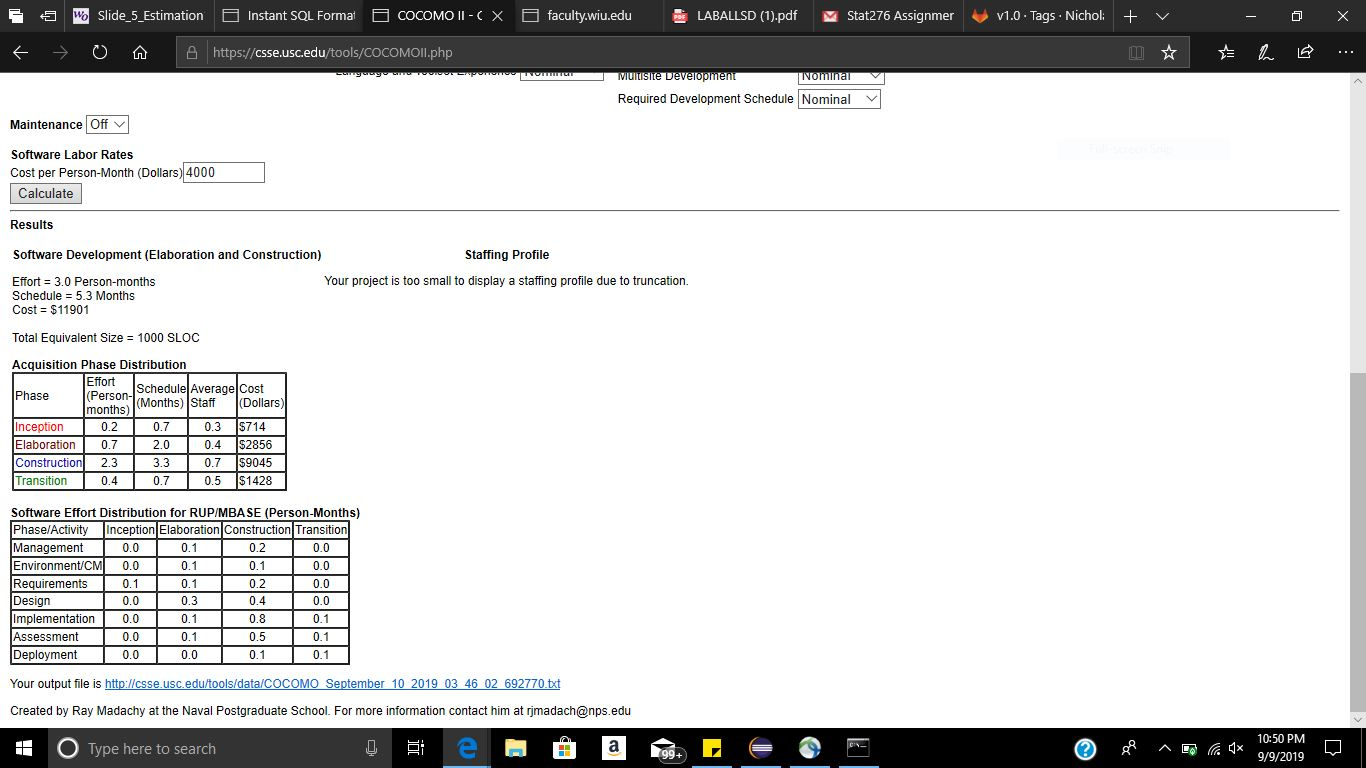 Slide_5_Estimation Instant SQL Format COCOMO II - C faculty.wiu.edu LABALLSD (1).pdf Stat276 Assignmer v1.0 · Tags · Nichol
https://csse.usc.edu/tools/COCOMOII.php
Language and Toolset Experience Nominal Multisite Development Nominal
Required Development Schedule Nominal
Maintenance Off
Full-screen Snip
Software Labor Rates
Cost per Person-Month (Dollars) 4000
Calculate
Results
Software Development (Elaboration and Construction) Staffing Profile
Effort = 3.0 Person-months Your project is too small to display a staffing profile due to truncation.
Schedule = 5.3 Months
Cost = $11901
Total Equivalent Size = 1000 SLOC
Acquisition Phase Distribution
Phase Effort (Person-months) Schedule (Months) Average Staff Cost (Dollars)
Inception 0.2 0.7 0.3 $714
Elaboration 0.7 2.0 0.4 $2856
Construction 2.3 3.3 0.7 $9045
Transition 0.4 0.7 0.5 $1428
Software Effort Distribution for RUP/MBASE (Person-Months)
Phase/Activity Inception Elaboration Construction Transition
Management 0.0 0.1 0.2 0.0
Environment/CM 0.0 0.1 0.1 0.0
Requirements 0.1 0.1 0.2 0.0
Design 0.0 0.3 0.4 0.0
Implementation 0.0 0.1 0.8 0.1
Assessment 0.0 0.1 0.5 0.1
Deployment 0.0 0.0 0.1 0.1
Your output file is http://csse.usc.edu/tools/data/COCOMO_September_10_2019_03_46_02_692770.txt
Created by Ray Madachy at the Naval Postgraduate School. For more information contact him at rjmadach@nps.edu
Type here to search 99+ 10:50 PM
9/9/2019